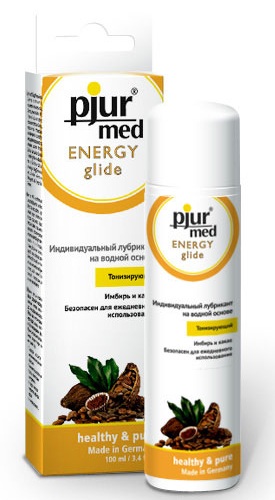 pjur®
med
ENERGY
glide
Индивидуальный лубрикант
на водной основе
Тонизирующий
Имбирь и какао
Безопасен для ежедневного
использования
healthy & pure
Made in Germany
100 ml / 3.4
pjur®
med
ENERGY
glide
Индивидуальный лубрикант
на водной основе
Тонизирующий
Имбирь и какао
Безопасен для ежедневного
использования
healthy & pure
Made in Germany